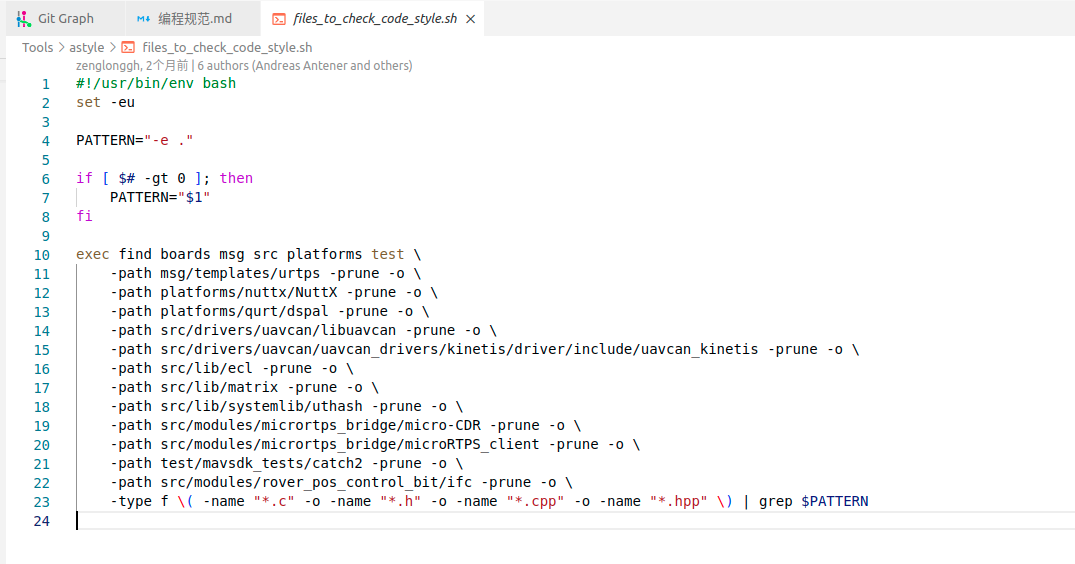 Git Graph
编程规范.md
files_to_check_code_style.sh
Tools > astyle > files_to_check_code_style.sh
zenglonggh, 2个月前 | 6 authors (Andreas Antener and others)
1 #!/usr/bin/env bash
2 set -eu
3
4 PATTERN="-e ."
5
6 if [ $# -gt 0 ]; then
7 PATTERN="$1"
8 fi
9
10 exec find boards msg src platforms test \
11 -path msg/templates/urtps -prune -o \
12 -path platforms/nuttx/NuttX -prune -o \
13 -path platforms/qurt/dspal -prune -o \
14 -path src/drivers/uavcan/libuavcan -prune -o \
15 -path src/drivers/uavcan/uavcan_drivers/kinetis/driver/include/uavcan_kinetis -prune -o \
16 -path src/lib/ecl -prune -o \
17 -path src/lib/matrix -prune -o \
18 -path src/lib/systemlib/uthash -prune -o \
19 -path src/modules/micrortps_bridge/micro-CDR -prune -o \
20 -path src/modules/micrortps_bridge/microRTPS_client -prune -o \
21 -path test/mavsdk_tests/catch2 -prune -o \
22 -path src/modules/rover_pos_control_bit/ifc -prune -o \
23 -type f \( -name "*.c" -o -name "*.h" -o -name "*.cpp" -o -name "*.hpp" \) | grep $PATTERN
24